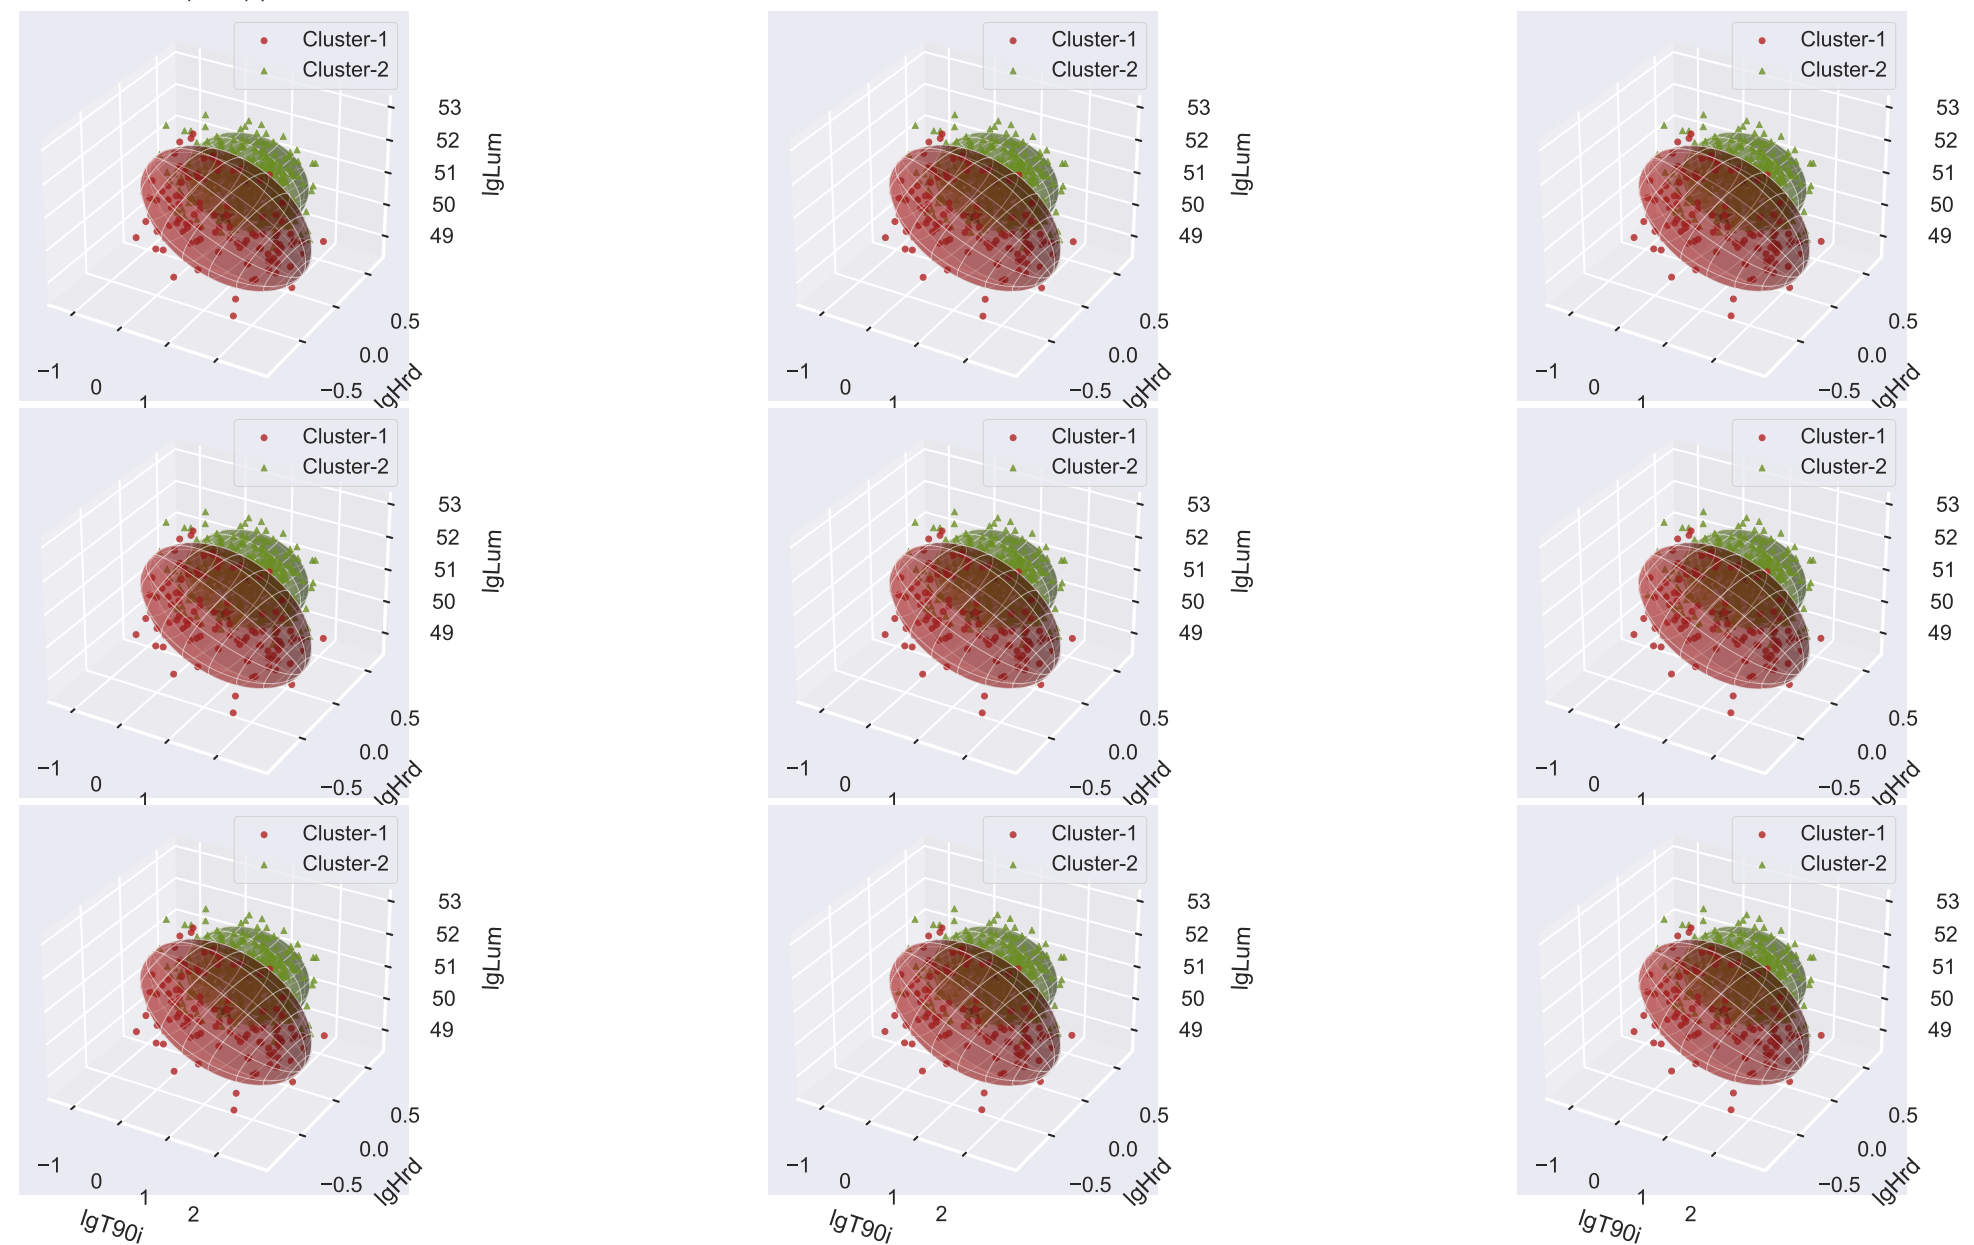 Cluster-1 Cluster-1 Cluster-1
Cluster-2 Cluster-2 Cluster-2
53 53 53
52 52 52
51 51 51
lgLum lgLum
50 50 50
49 49 49
0.5 0.5 0.5
0.0 0.0 0.0
−1 −1 −1
0 −0.5 lgHrd 0 −0.5 lgHrd 0 −0.5 lgHrd
1 1 1
Cluster-1 Cluster-1 Cluster-1
Cluster-2 Cluster-2 Cluster-2
53 53 53
52 52 52
51 51 51
lgLum lgLum
50 50 50
49 49 49
0.5 0.5 0.5
0.0 0.0 0.0
−1 −1 −1
0 −0.5 lgHrd 0 −0.5 lgHrd 0 −0.5 lgHrd
1 1 1
Cluster-1 Cluster-1 Cluster-1
Cluster-2 Cluster-2 Cluster-2
53 53 53
52 52 52
51 51 51
lgLum lgLum
50 50 50
49 49 49
0.5 0.5 0.5
0.0 0.0 0.0
−1 −1 −1
0 −0.5 lgHrd 0 −0.5 lgHrd 0 −0.5 lgHrd
1 1 1
2 2 2
lgT90i lgT90i lgT90i